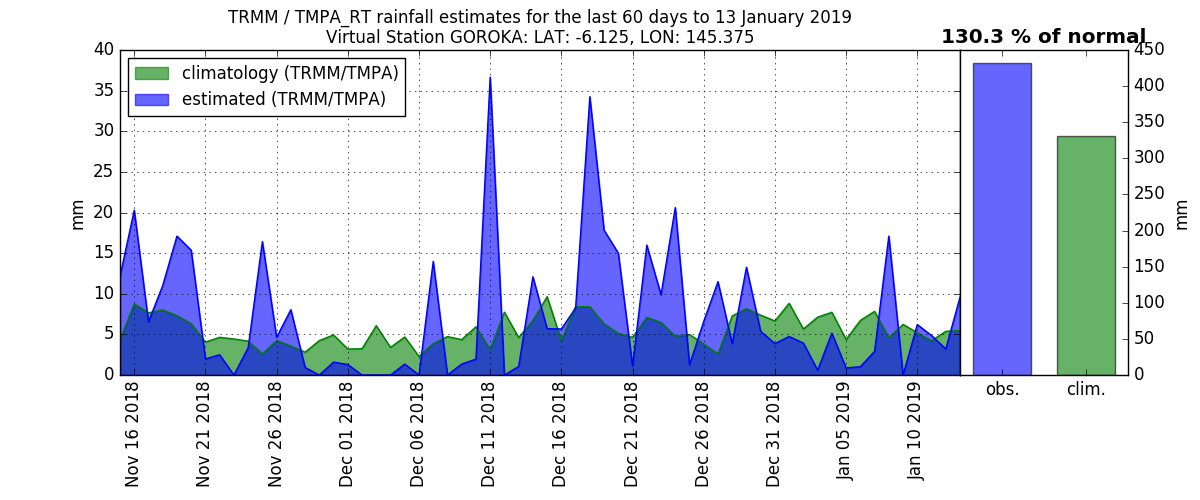 TRMM / TMPA_RT rainfall estimates for the last 60 days to 13 January 2019
Virtual Station GOROKA: LAT: -6.125, LON: 145.375
130.3 % of normal
climatology (TRMM/TMPA)
estimated (TRMM/TMPA)
40
35
30
25
20
15
10
5
0
mm
450
400
350
300
250
200
150
100
50
0
mm
Nov 16 2018
Nov 21 2018
Nov 26 2018
Dec 01 2018
Dec 06 2018
Dec 11 2018
Dec 16 2018
Dec 21 2018
Dec 26 2018
Dec 31 2018
Jan 05 2019
Jan 10 2019
obs.
clim.